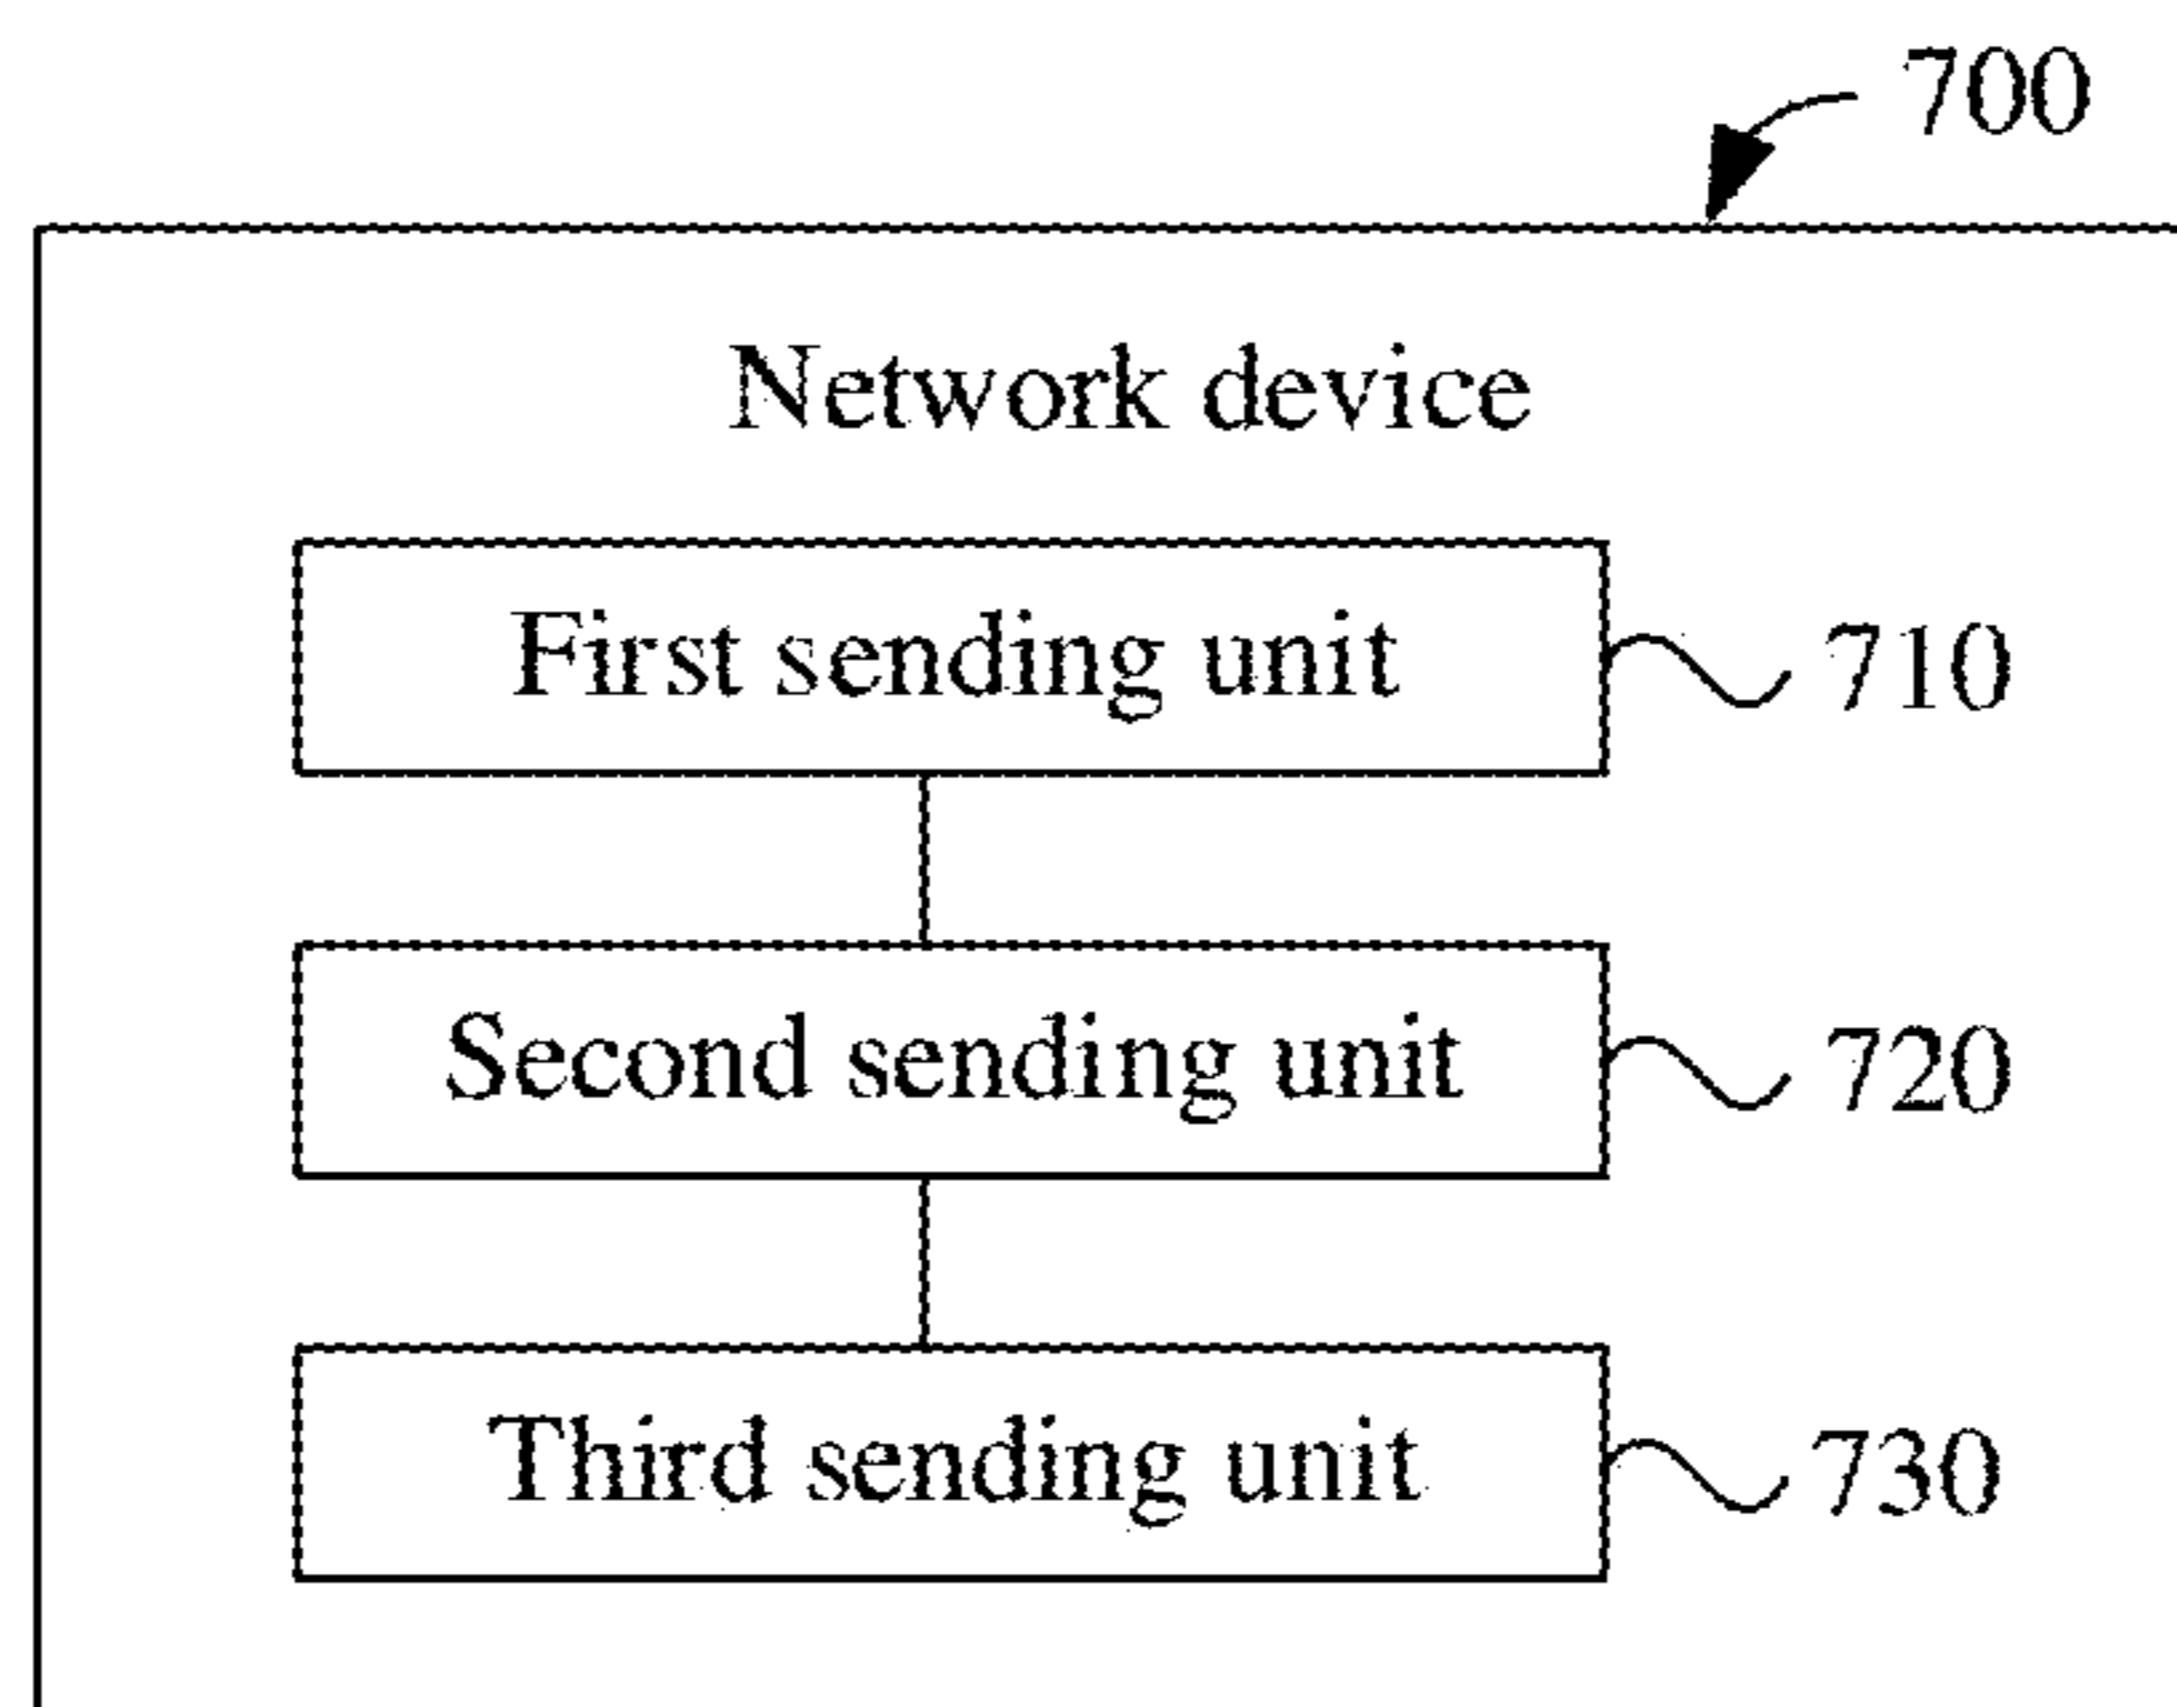 700
Network device
First sending unit 710
Second sending unit 720
Third sending unit 730